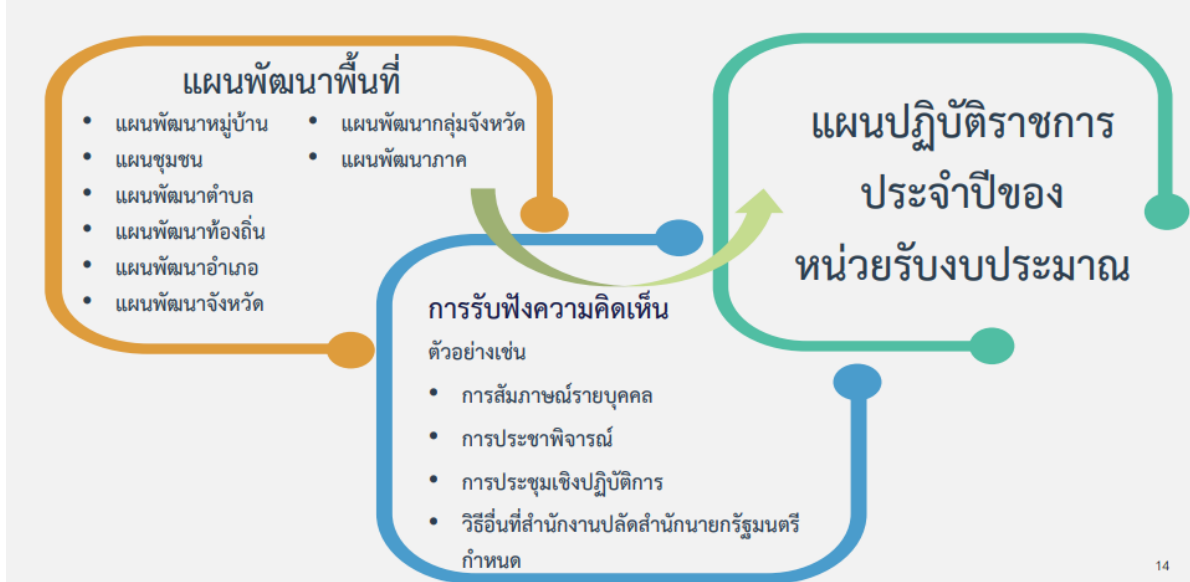 แผนพัฒนาพื้นที่
• แผนพัฒนาหมู่บ้าน
• แผนชุมชน
• แผนพัฒนาตำบล
• แผนพัฒนาท้องถิ่น
• แผนพัฒนาอำเภอ
• แผนพัฒนาจังหวัด
• แผนพัฒนากลุ่มจังหวัด
• แผนพัฒนาภาค
การรับฟังความคิดเห็น
ตัวอย่างเช่น
• การสัมภาษณ์รายบุคคล
• การประชาพิจารณ์
• การประชุมเชิงปฏิบัติการ
• วิธีอื่นที่สำนักงานปลัดสำนักนายกรัฐมนตรี
กำหนด
แผนปฏิบัติราชการ
ประจำปีของ
หน่วยรับงบประมาณ
14